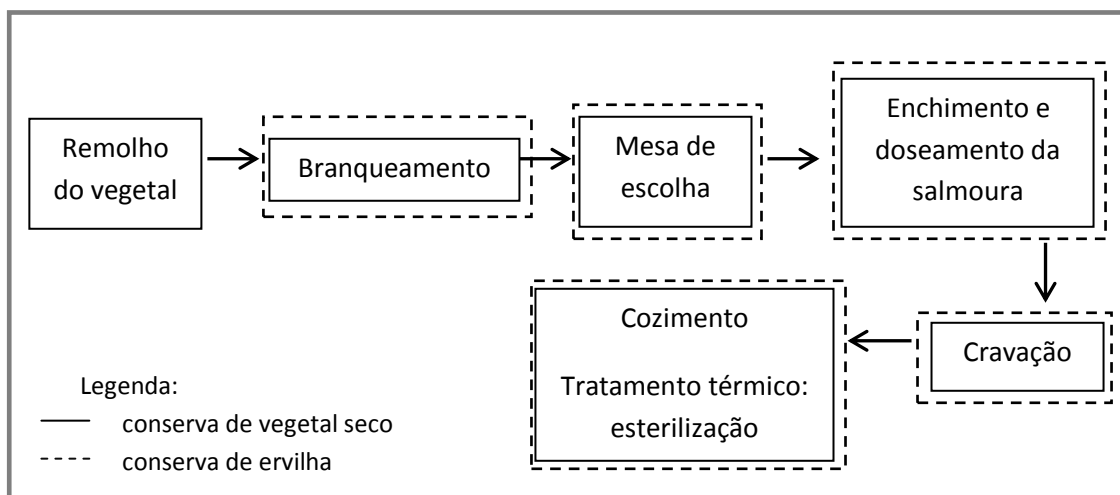 Remolho
do vegetal
Branqueamento
Mesa de
escolha
Enchimento e
doseamento da
salmoura
Cravação
Cozimento
Tratamento térmico:
esterilização
Legenda:
conserva de vegetal seco
conserva de ervilha